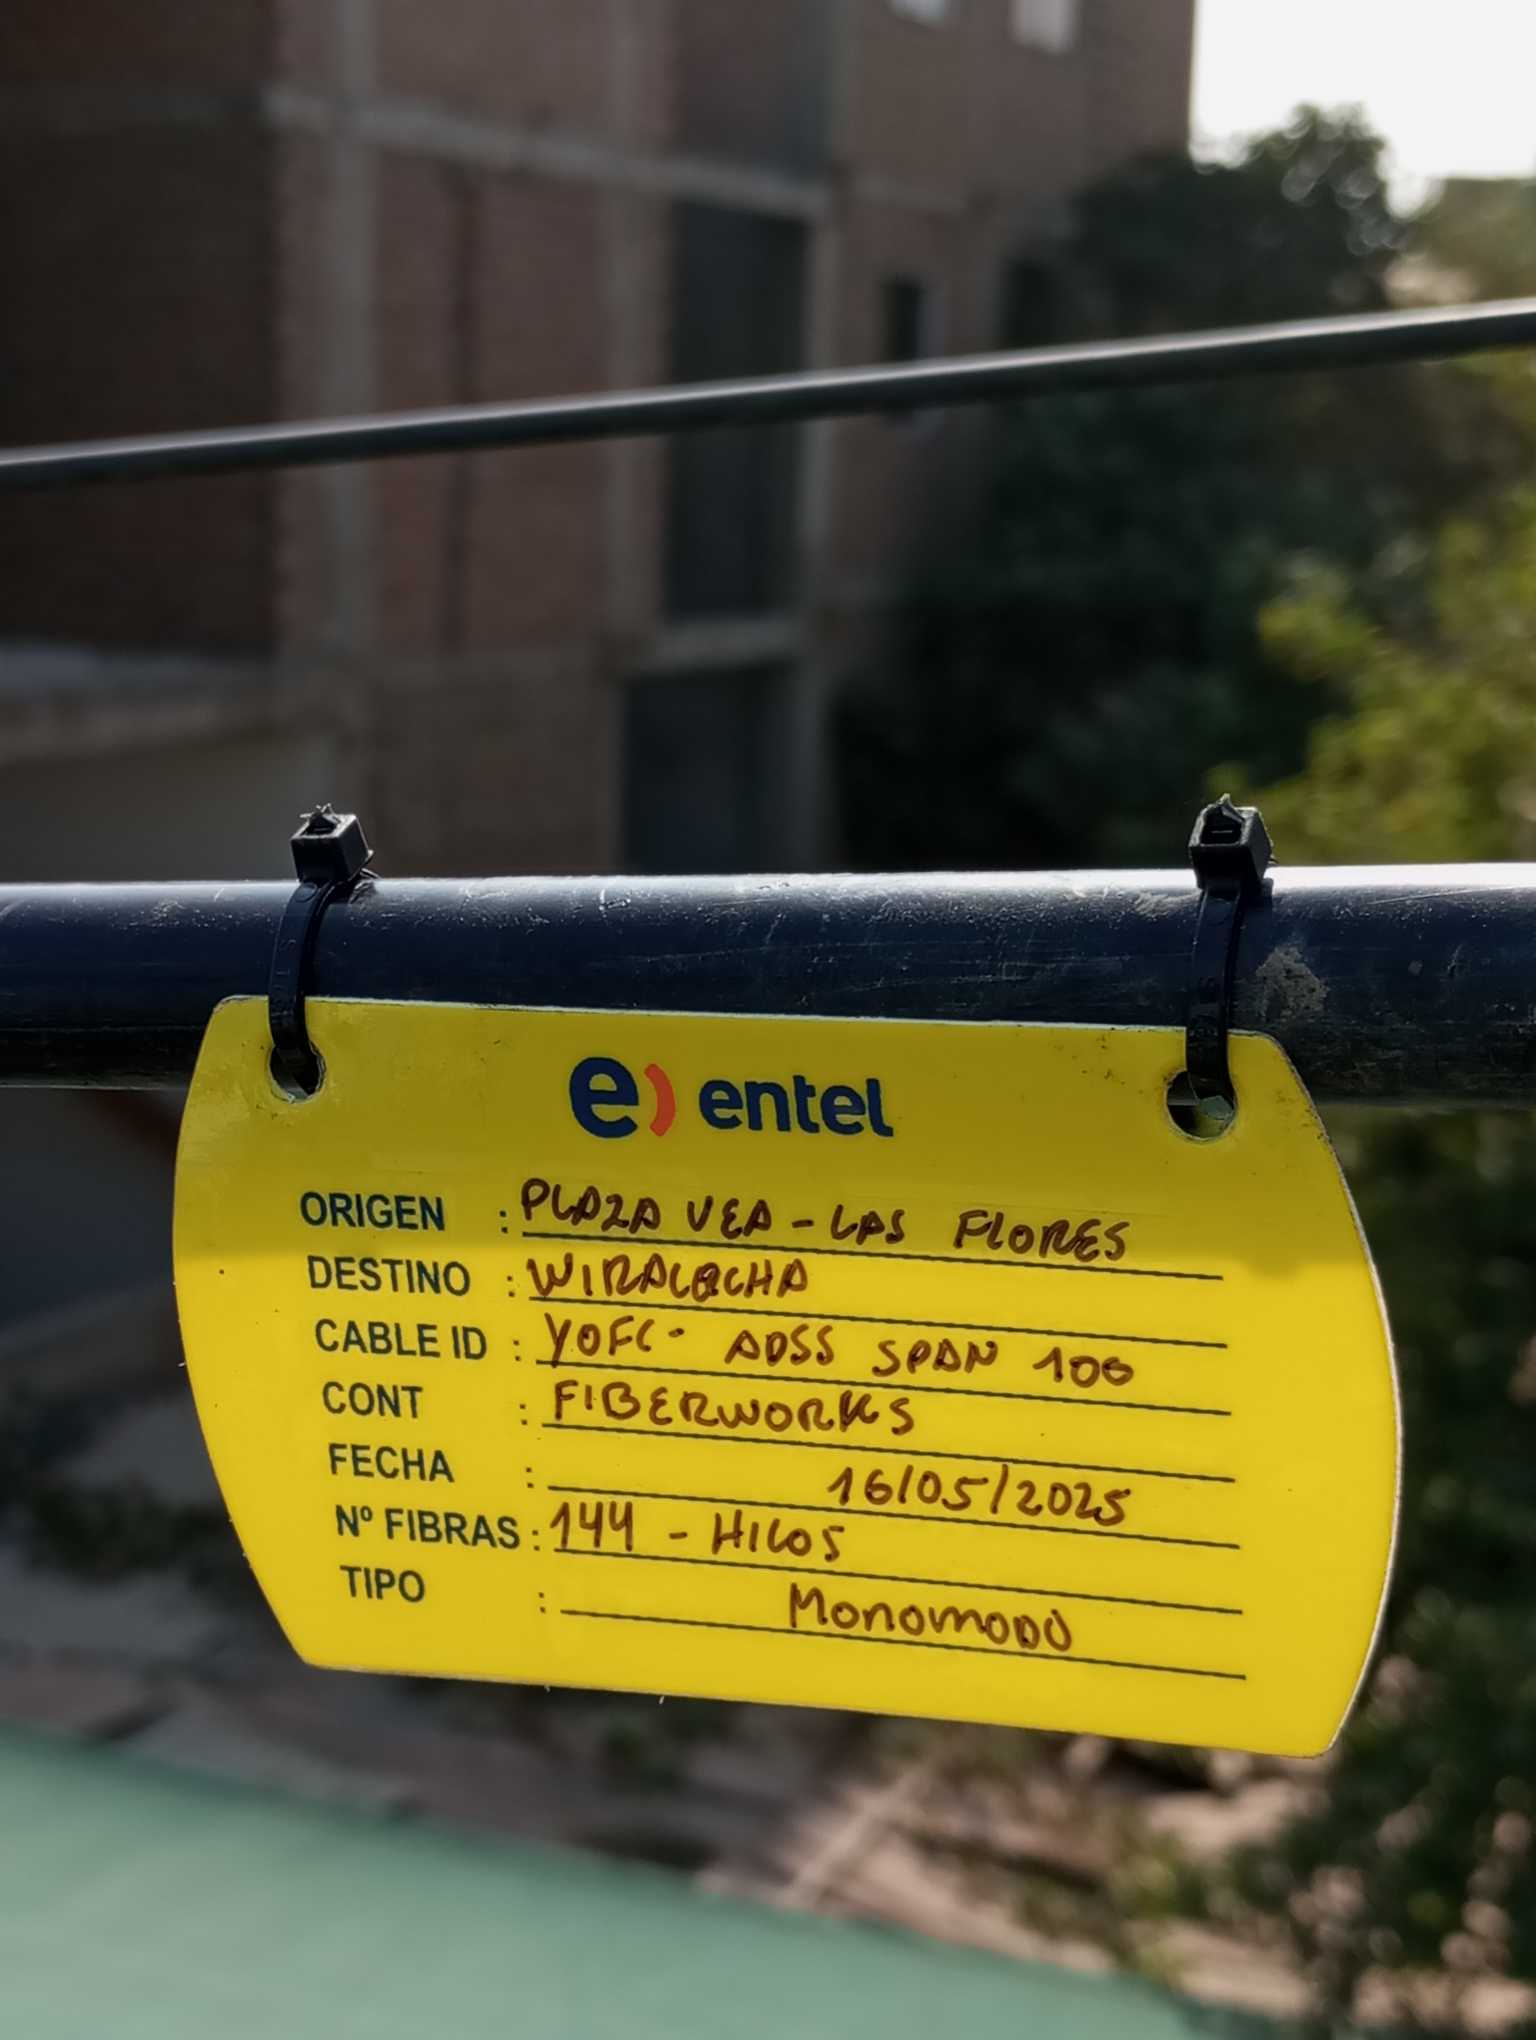 e) entel
ORIGEN : PLAZA VEA - LAS FLORES
DESTINO : WIRACOCHA
CABLE ID : YOFC- ADSS SPAN 100
CONT : FIBERWORKS
FECHA : 16/05/2025
Nº FIBRAS : 144 - HILOS
TIPO : MONOMODO